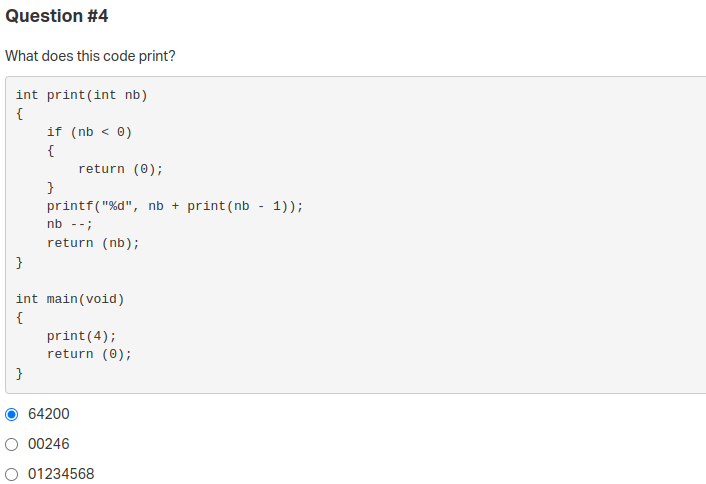 Question #4
What does this code print?
int print(int nb)
{
    if (nb < 0)
    {
        return (0);
    }
    printf("%d", nb + print(nb - 1));
    nb --;
    return (nb);
}
int main(void)
{
    print(4);
    return (0);
}
64200
00246
01234568